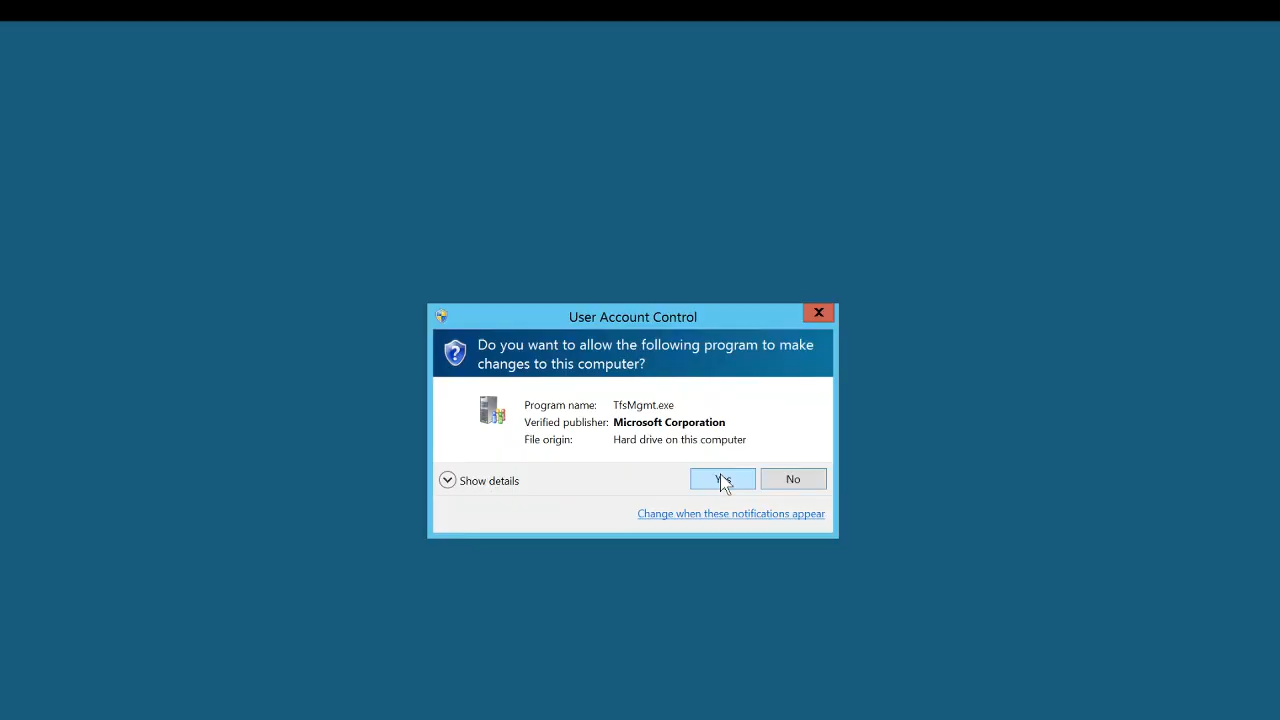 User Account Control
Do you want to allow the following program to make
changes to this computer?
Program name: TfsMgmt.exe
Verified publisher: Microsoft Corporation
File origin: Hard drive on this computer
Show details
Yes
No
Change when these notifications appear